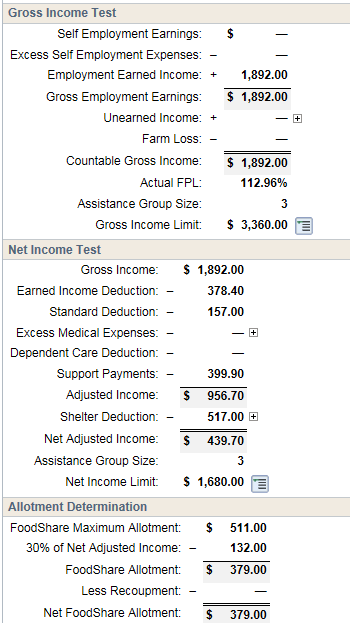 Gross Income Test
Self Employment Earnings: $ —
Excess Self Employment Expenses: – —
Employment Earned Income: + 1,892.00
Gross Employment Earnings: $ 1,892.00
Unearned Income: + —
Farm Loss: – —
Countable Gross Income: $ 1,892.00
Actual FPL: 112.96%
Assistance Group Size: 3
Gross Income Limit: $ 3,360.00
Net Income Test
Gross Income: $ 1,892.00
Earned Income Deduction: – 378.40
Standard Deduction: – 157.00
Excess Medical Expenses: – —
Dependent Care Deduction: – —
Support Payments: – 399.90
Adjusted Income: $ 956.70
Shelter Deduction: – 517.00
Net Adjusted Income: $ 439.70
Assistance Group Size: 3
Net Income Limit: $ 1,680.00
Allotment Determination
FoodShare Maximum Allotment: $ 511.00
30% of Net Adjusted Income: – 132.00
FoodShare Allotment: $ 379.00
Less Recoupment: – —
Net FoodShare Allotment: $ 379.00